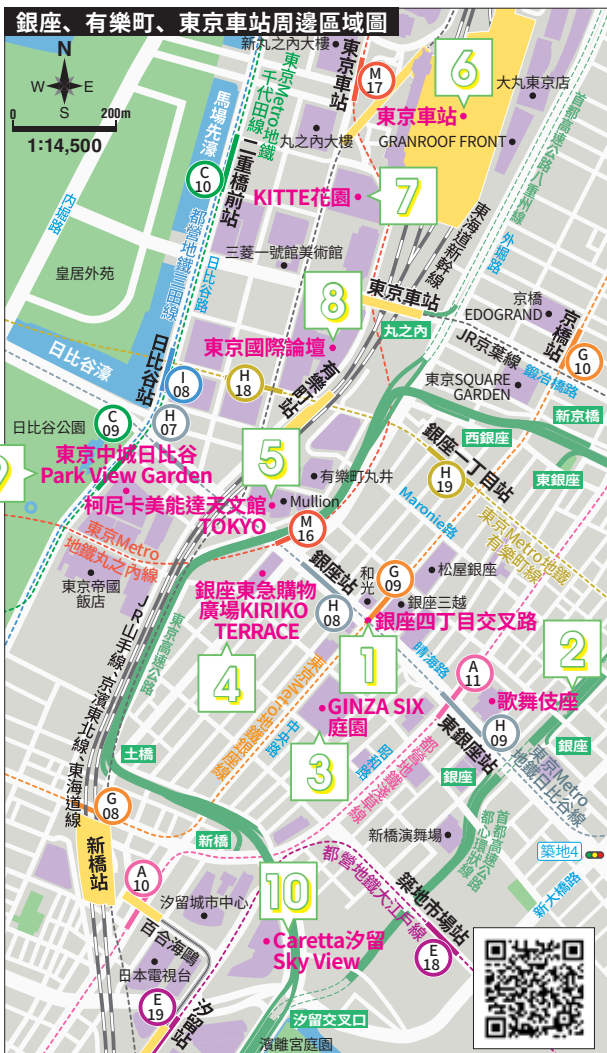 銀座、有樂町、東京車站周邊區域圖
N
W
E
S
0
200m
1:14,500
新丸之內大樓
東京車站
M
17
6
大丸東京店
東京車站
GRANROOF FRONT
丸之內大樓
東京Metro地鐵
千代田線
馬場先濠
二重橋前站
C
10
首都高速公路八重州線
KITTE花園
7
東海道新幹線
外堀路
內堀路
都營地鐵三田線
日比谷路
三菱一號館美術館
皇居外苑
8
東京車站
丸之內
京橋
EDOGRAND
京橋站
G
10
東京國際論壇
JR京葉線
鍛冶橋路
日比谷濠
日比谷站
I
08
H
18
有樂町站
東京SQUARE
GARDEN
新京橋
C
09
H
07
日比谷公園
西銀座
銀座一丁目站
H
19
東銀座
9
東京中城日比谷
Park View Garden
5
有樂町丸井
柯尼卡美能達天文館
TOKYO
Mullion
Maronie路
東京Metro地鐵
有樂町線
M
16
東京Metro
地鐵丸之內線
銀座站
和光
G
09
松屋銀座
東京帝國
飯店
銀座東急購物
廣場KIRIKO
TERRACE
H
08
銀座三越
銀座四丁目交叉路
JR山手線、京濱東北線、東海道線
東京高速公路
4
1
晴海路
2
A
11
歌舞伎座
東京Metro地鐵銀座線
中央路
GINZA SIX
庭園
3
昭和路
都營地鐵淺草線
東銀座站
H
09
銀座
東京Metro
地鐵日比谷線
土橋
銀座
G
08
新橋站
新橋
新橋演舞場
首都高速公路
都心環狀線
築地4
新大橋路
A
10
汐留城市中心
10
都營地鐵大江戶線
築地市場站
百合海鷗
Caretta汐留
Sky View
E
18
日本電視台
E
19
汐留站
汐留交叉口
濱離宮庭園